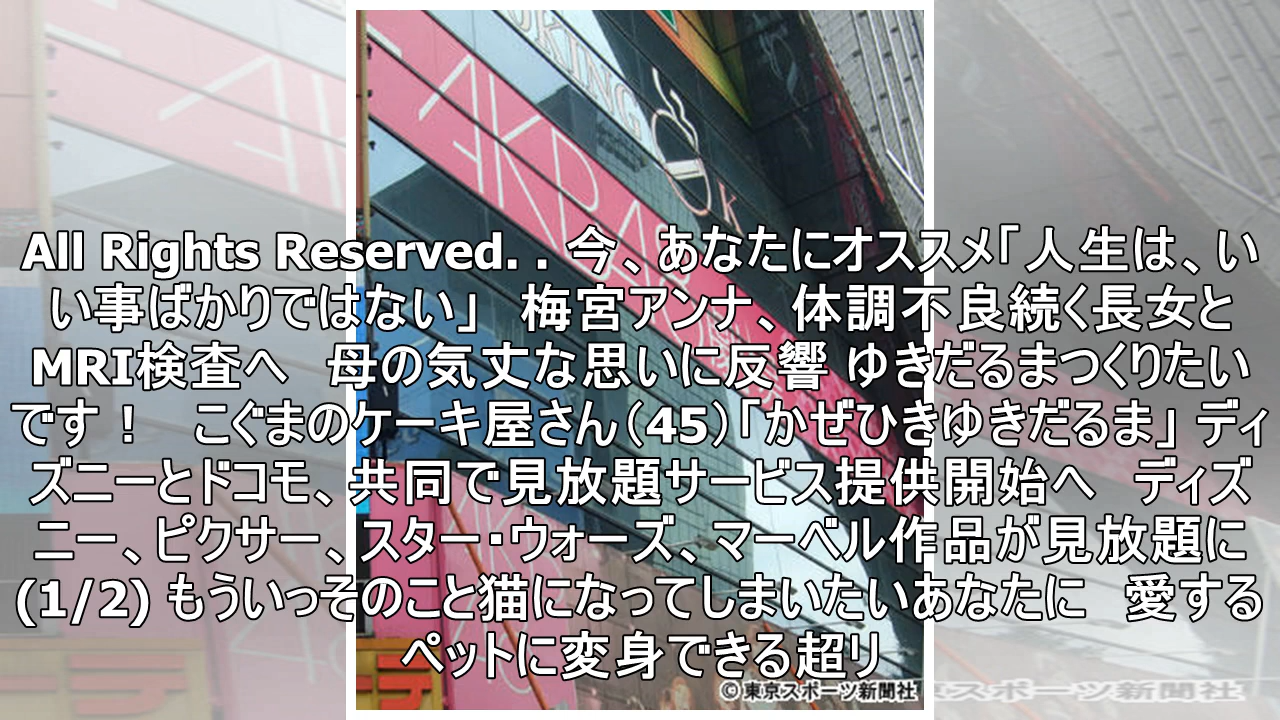 SKING
AKB48
K
All Rights Reserved. . 今、あなたにオススメ「人生は、い
い事ばかりではない」　梅宮アンナ、体調不良続く長女と
MRI検査へ　母の気丈な思いに反響 ゆきだるまつくりたい
です！　こぐまのケーキ屋さん（45）「かぜひきゆきだるま」 ディ
ズニーとドコモ、共同で見放題サービス提供開始へ　ディズ
ニー、ピクサー、スター・ウォーズ、マーベル作品が見放題に
(1/2) もういっそのこと猫になってしまいたいあなたに　愛する
ペットに変身できる超リ
©東京スポーツ新聞社